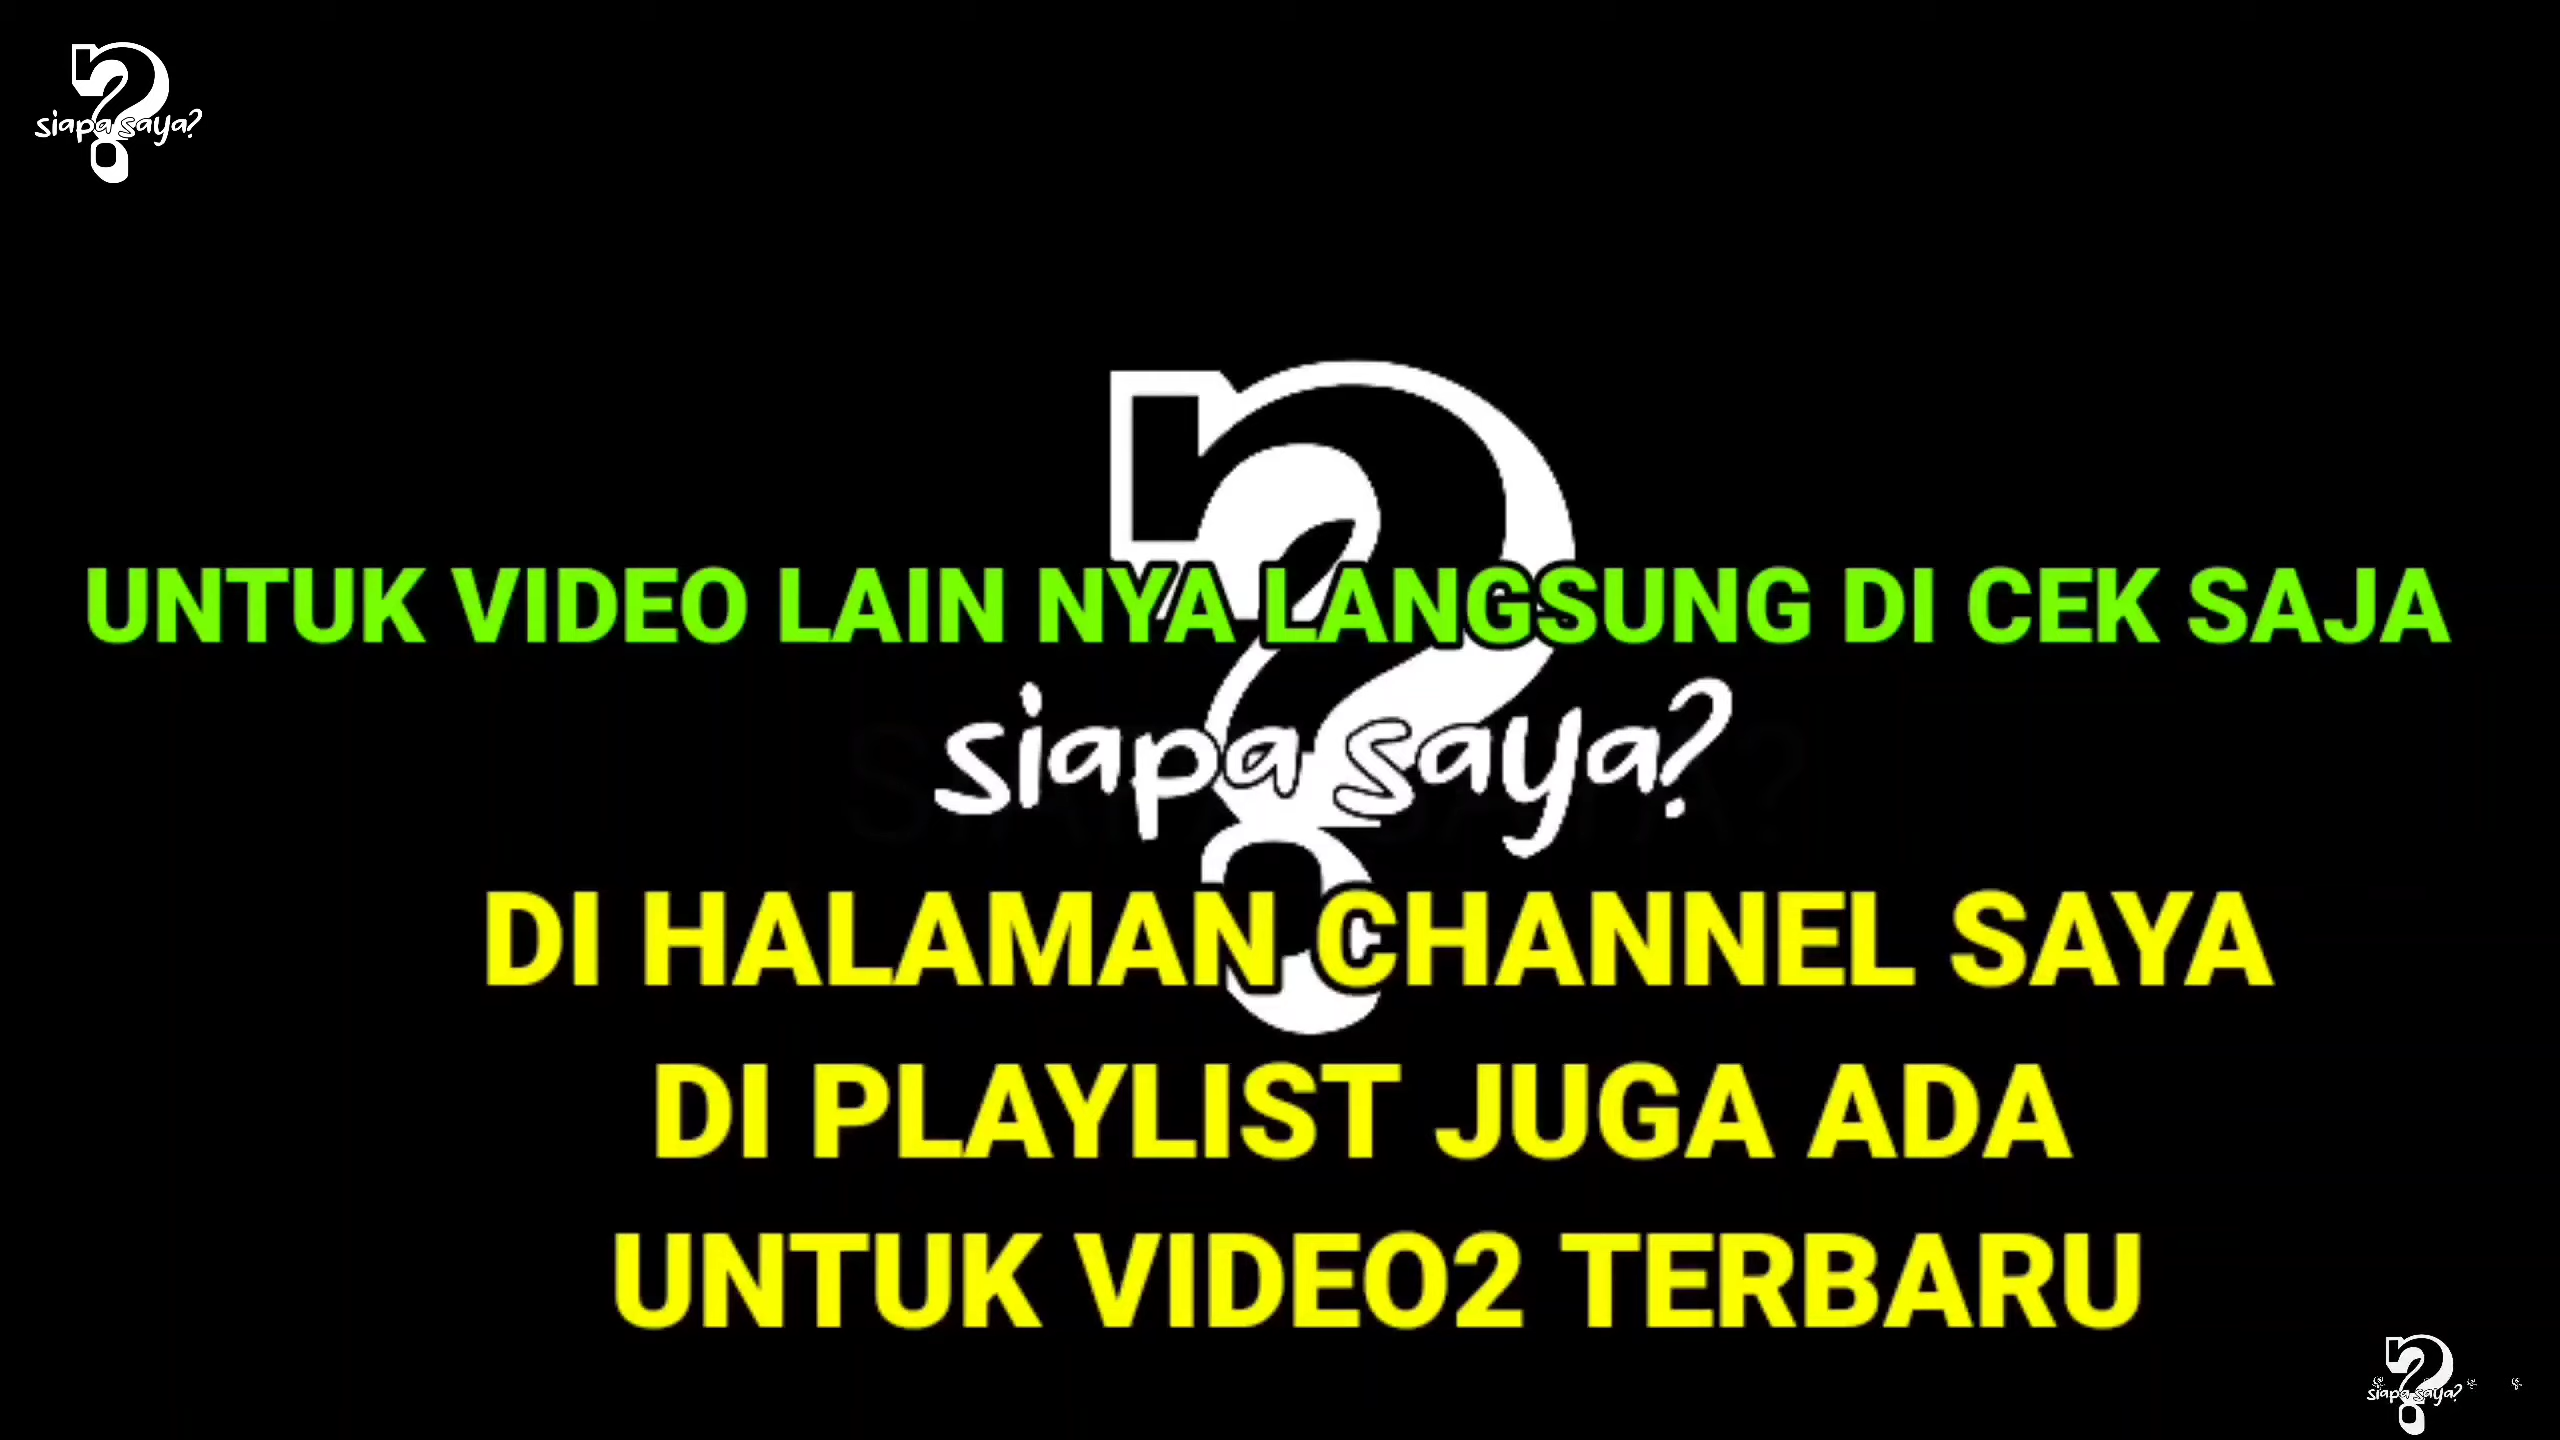 siapa saya?
UNTUK VIDEO LAIN NYA LANGSUNG DI CEK SAJA
siapa saya?
DI HALAMAN CHANNEL SAYA
DI PLAYLIST JUGA ADA
UNTUK VIDEO2 TERBARU
siapa saya?